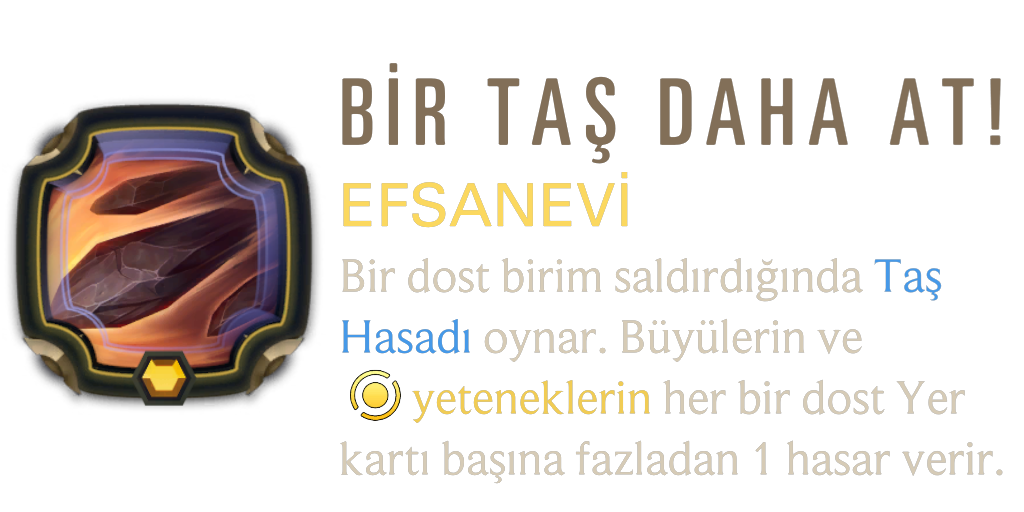 BİR TAŞ DAHA AT!
EFSANEVİ
Bir dost birim saldırdığında Taş
Hasadı oynar. Büyülerin ve
yeteneklerin her bir dost Yer
kartı başına fazladan 1 hasar verir.